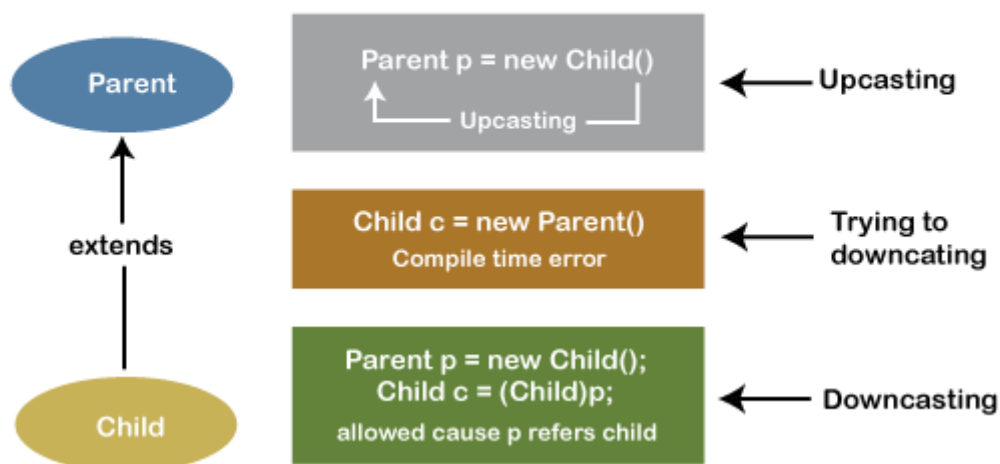 Parent
extends
Child
Parent p = new Child()
Upcasting
Upcasting
Child c = new Parent()
Compile time error
Trying to
downcating
Parent p = new Child();
Child c = (Child)p;
allowed cause p refers child
Downcasting